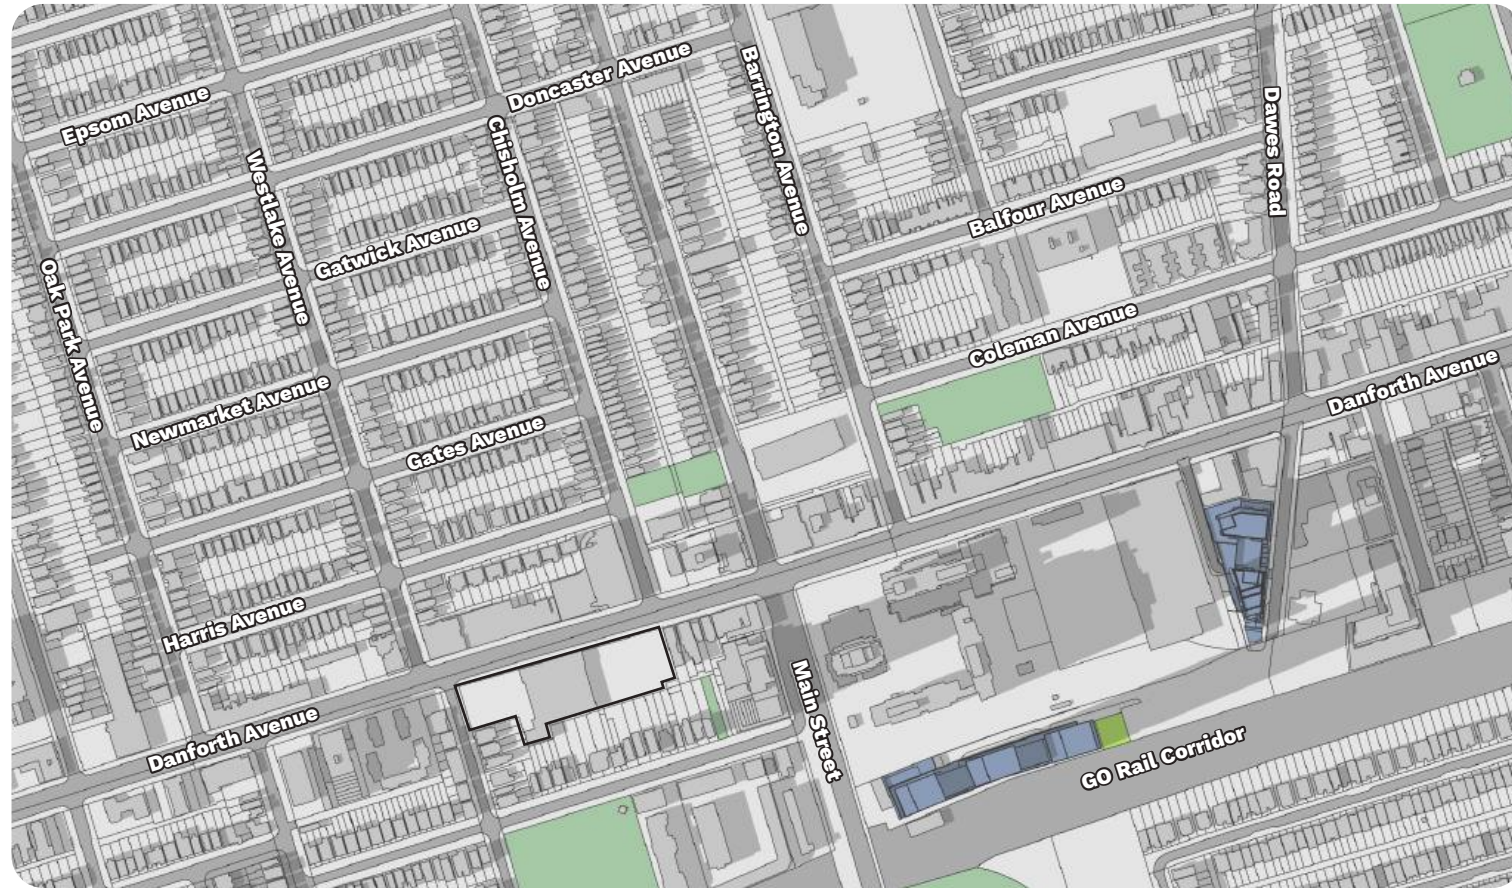 Doncaster Avenue
Epsom Avenue
Barrington Avenue
Dawes Road
Chisholm Avenue
Westlake Avenue
Balfour Avenue
Gatwick Avenue
Oak Park Avenue
Coleman Avenue
Danforth Avenue
Newmarket Avenue
Gates Avenue
Harris Avenue
Main Street
Danforth Avenue
GO Rail Corridor